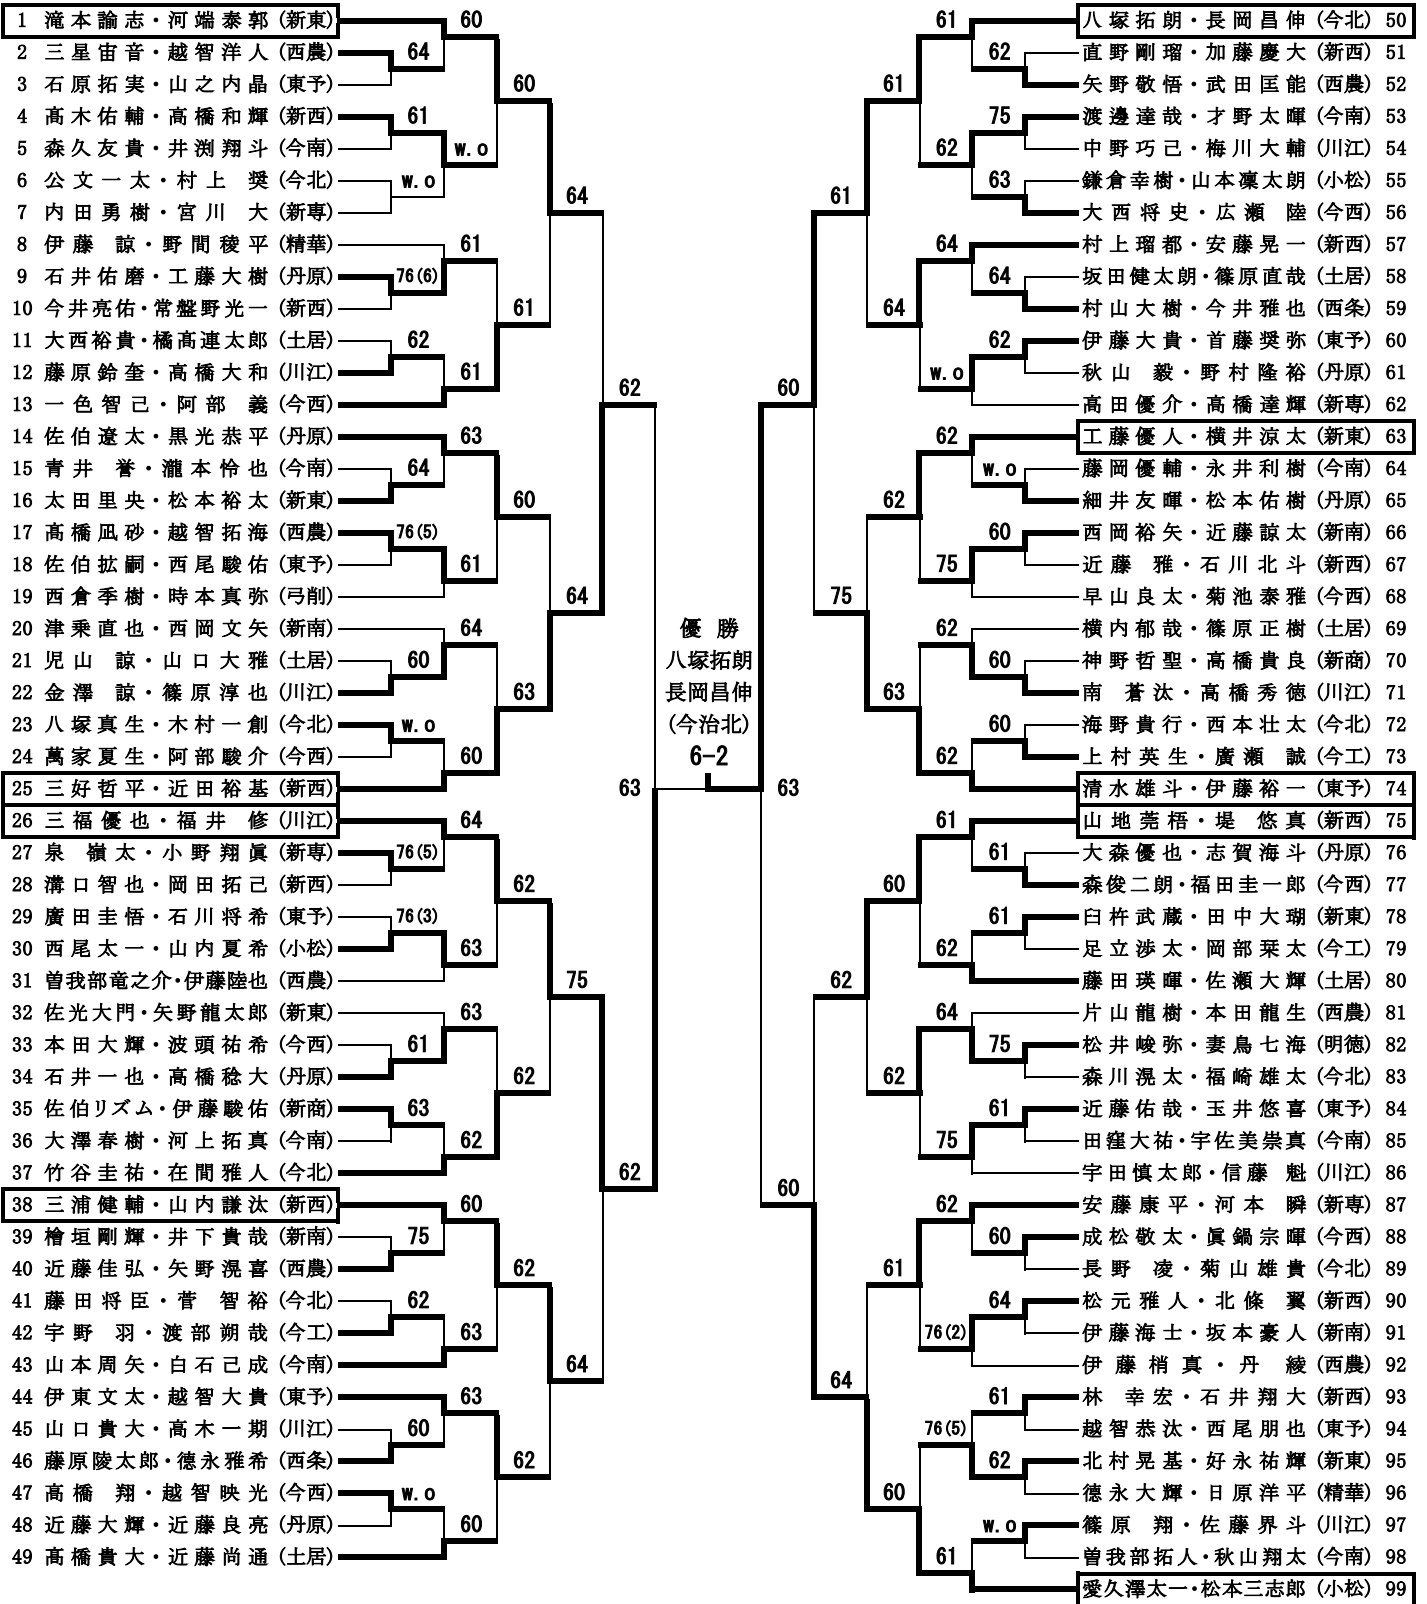 1 滝本諭志・河端泰郭 (新東)
2 三星宙音・越智洋人 (西農)
3 石原拓実・山之内晶 (東予)
4 髙木佑輔・高橋和輝 (新西)
5 森久友貴・井渕翔斗 (今南)
6 公文一太・村上 奨 (今北)
7 内田勇樹・宮川 大 (新専)
8 伊藤 諒・野間稜平 (精華)
9 石井佑磨・工藤大樹 (丹原)
10 今井亮佑・常盤野光一 (新西)
11 大西裕貴・橘髙連太郎 (土居)
12 藤原鈴奎・高橋大和 (川江)
13 一色智己・阿部 義 (今西)
14 佐伯遼太・黒光恭平 (丹原)
15 青井 誉・瀧本怜也 (今南)
16 太田里央・松本裕太 (新東)
17 髙橋凪砂・越智拓海 (西農)
18 佐伯拡嗣・西尾駿佑 (東予)
19 西倉季樹・時本真弥 (弓削)
20 津乗直也・西岡文矢 (新南)
21 児山 諒・山口大雅 (土居)
22 金澤 諒・篠原淳也 (川江)
23 八塚真生・木村一創 (今北)
24 萬家夏生・阿部駿介 (今西)
25 三好哲平・近田裕基 (新西)
26 三福優也・福井 修 (川江)
27 泉 嶺太・小野翔眞 (新専)
28 溝口智也・岡田拓己 (新西)
29 廣田圭悟・石川将希 (東予)
30 西尾太一・山内夏希 (小松)
31 曽我部竜之介・伊藤陸也 (西農)
32 佐光大門・矢野龍太郎 (新東)
33 本田大輝・波頭祐希 (今西)
34 石井一也・高橋稔大 (丹原)
35 佐伯リズム・伊藤駿佑 (新商)
36 大澤春樹・河上拓真 (今南)
37 竹谷圭祐・在間雅人 (今北)
38 三浦健輔・山内謙汰 (新西)
39 檜垣剛輝・井下貴哉 (新南)
40 近藤佳弘・矢野滉喜 (西農)
41 藤田将臣・菅 智裕 (今北)
42 宇野 羽・渡部朔哉 (今工)
43 山本周矢・白石己成 (今南)
44 伊東文太・越智大貴 (東予)
45 山口貴大・高木一期 (川江)
46 藤原陵太郎・德永雅希 (西条)
47 高橋 翔・越智映光 (今西)
48 近藤大輝・近藤良亮 (丹原)
49 髙橋貴大・近藤尚通 (土居)
60
64
61
w.o
w.o
61
76(6)
62
61
63
64
76(5)
61
64
60
w.o
60
64
76(5)
76(3)
63
63
61
63
62
60
75
62
63
63
60
w.o
60
60
61
60
63
62
62
62
62
64
64
75
64
62
62
63
優 勝
八塚拓朗
長岡昌伸
(今治北)
6-2
63
60
60
61
75
62
64
61
64
62
63
60
62
61
60
61
62
75
62
63
64
64
62
w.o
62
w.o
60
75
62
60
60
62
61
61
61
62
64
75
61
75
62
60
64
76(2)
61
76(5)
62
w.o
61
八塚拓朗・長岡昌伸 (今北) 50
直野剛瑠・加藤慶大 (新西) 51
矢野敬悟・武田匡能 (西農) 52
渡邊達哉・才野太暉 (今南) 53
中野巧己・梅川大輔 (川江) 54
鎌倉幸樹・山本凜太朗 (小松) 55
大西将史・広瀬 陸 (今西) 56
村上瑠都・安藤晃一 (新西) 57
坂田健太朗・篠原直哉 (土居) 58
村山大樹・今井雅也 (西条) 59
伊藤大貴・首藤奨弥 (東予) 60
秋山 毅・野村隆裕 (丹原) 61
高田優介・高橋達輝 (新専) 62
工藤優人・横井涼太 (新東) 63
藤岡優輔・永井利樹 (今南) 64
細井友暉・松本佑樹 (丹原) 65
西岡裕矢・近藤諒太 (新南) 66
近藤 雅・石川北斗 (新西) 67
早山良太・菊池泰雅 (今西) 68
横内郁哉・篠原正樹 (土居) 69
神野哲聖・高橋貴良 (新商) 70
南 蒼汰・高橋秀徳 (川江) 71
海野貴行・西本壮太 (今北) 72
上村英生・廣瀬 誠 (今工) 73
清水雄斗・伊藤裕一 (東予) 74
山地莞梧・堤 悠真 (新西) 75
大森優也・志賀海斗 (丹原) 76
森俊二朗・福田圭一郎 (今西) 77
臼杵武蔵・田中大瑚 (新東) 78
足立渉太・岡部栞太 (今工) 79
藤田瑛暉・佐瀬大輝 (土居) 80
片山龍樹・本田龍生 (西農) 81
松井峻弥・妻鳥七海 (明徳) 82
森川滉太・福崎雄太 (今北) 83
近藤佑哉・玉井悠喜 (東予) 84
田窪大祐・宇佐美崇真 (今南) 85
宇田慎太郎・信藤 魁 (川江) 86
安藤康平・河本 瞬 (新専) 87
成松敬太・眞鍋宗暉 (今西) 88
長野 凌・菊山雄貴 (今北) 89
松元雅人・北條 翼 (新西) 90
伊藤海士・坂本豪人 (新南) 91
伊藤梢真・丹 綾 (西農) 92
林 幸宏・石井翔大 (新西) 93
越智恭汰・西尾朋也 (東予) 94
北村晃基・好永祐輝 (新東) 95
德永大輝・日原洋平 (精華) 96
篠原 翔・佐藤界斗 (川江) 97
曽我部拓人・秋山翔太 (今南) 98
愛久澤太一・松本三志郎 (小松) 99